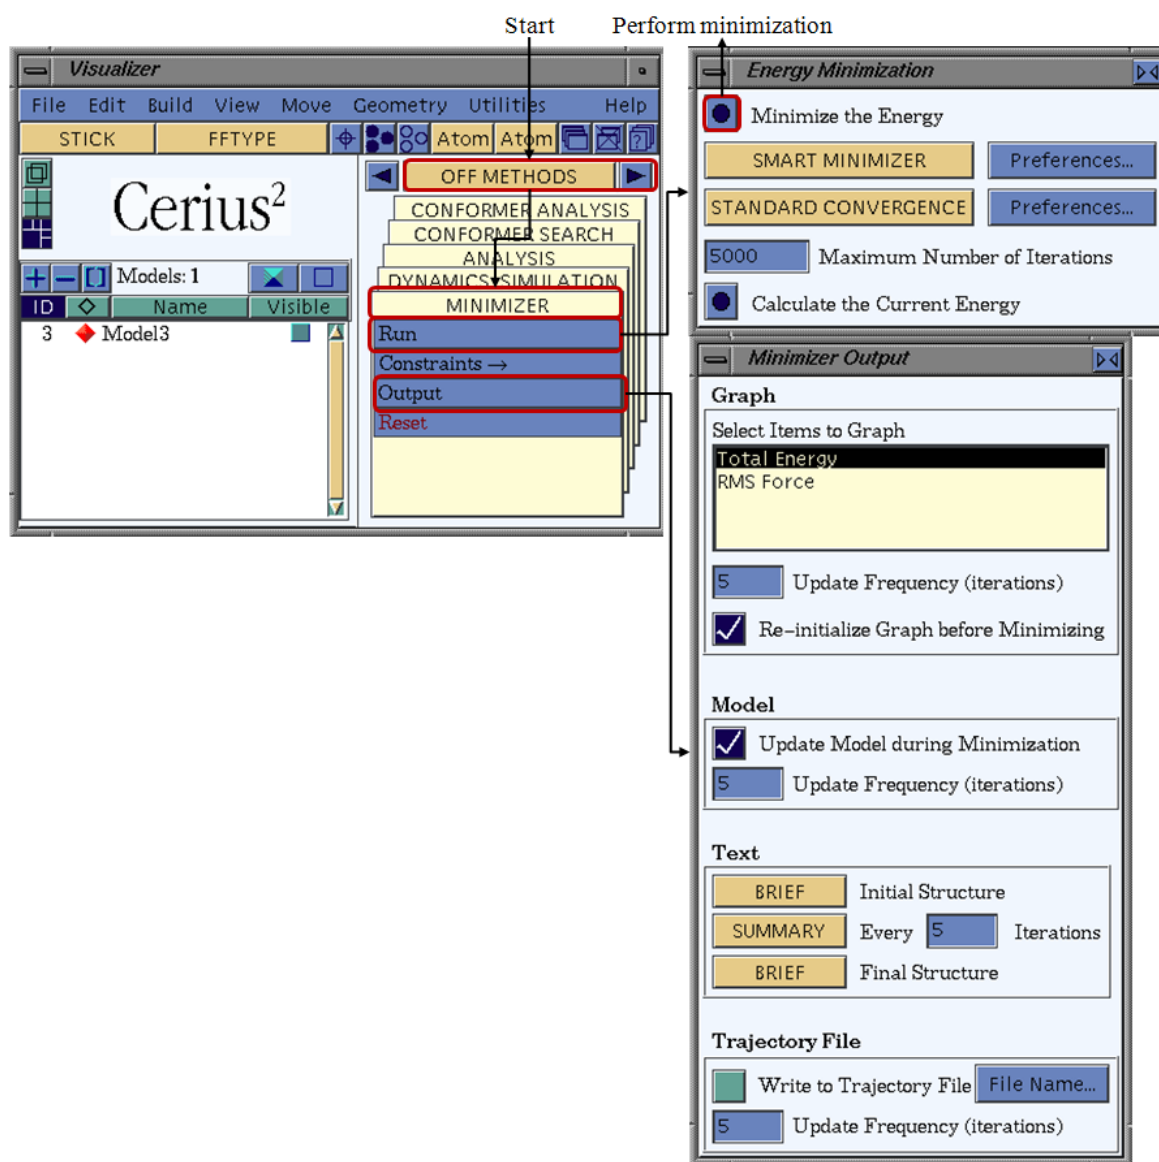 Start
Perform minimization
Visualizer
File Edit Build View Move Geometry Utilities Help
STICK FFTYPE Atom Atom
OFF METHODS
Cerius2
CONFORMER ANALYSIS
CONFORMER SEARCH
ANALYSIS
DYNAMICS SIMULATION
MINIMIZER
Run
Constraints →
Output
Reset
Models: 1
ID Name Visible
3 Model3
Energy Minimization
Minimize the Energy
SMART MINIMIZER Preferences...
STANDARD CONVERGENCE Preferences...
5000 Maximum Number of Iterations
Calculate the Current Energy
Minimizer Output
Graph
Select Items to Graph
Total Energy
RMS Force
5 Update Frequency (iterations)
Re-initialize Graph before Minimizing
Model
Update Model during Minimization
5 Update Frequency (iterations)
Text
BRIEF Initial Structure
SUMMARY Every 5 Iterations
BRIEF Final Structure
Trajectory File
Write to Trajectory File File Name...
5 Update Frequency (iterations)